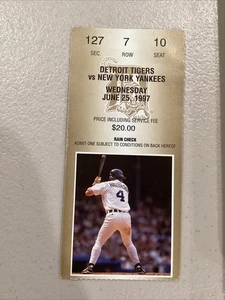 127 7 10
SEC. ROW SEAT
DETROIT TIGERS
vs NEW YORK YANKEES
WEDNESDAY
JUNE 25, 1997
PRICE INCLUDING SERVICE FEE
$20.00
RAIN CHECK
ADMIT ONE SUBJECT TO CONDITIONS ON BACK HEREOF
4